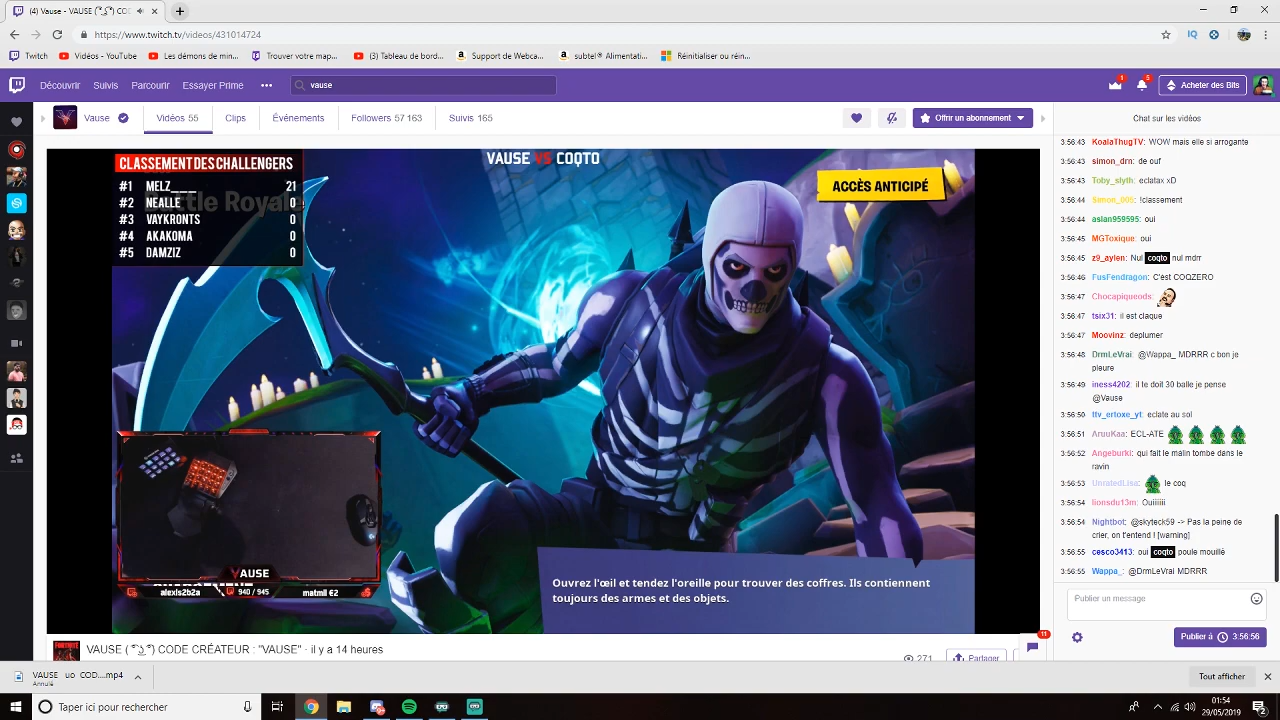 (4) Vause - VAUSE ( ͡° ͜ʖ ͡°) COD
https://www.twitch.tv/videos/431014724
Twitch
Vidéos - YouTube
Les démons de min...
Trouver votre map...
(3) Tableau de bord...
Support de Webcha...
subtel® Alimentati...
Réinitialiser ou réin...
Découvrir
Suivis
Parcourir
Essayer Prime
vause
1
5
Acheter des Bits
Vause
Vidéos 55
Clips
Événements
Followers 57 163
Suivis 165
Offrir un abonnement
Chat sur les vidéos
CLASSEMENT DES CHALLENGERS
#1 MELZ___ 21
#2 NEALLE 0
#3 VAYKRONTS 0
#4 AKAKOMA 0
#5 DAMZIZ 0
Battle Royale
VAUSE VS COQTO
ACCÈS ANTICIPÉ
VAUSE
alexis2b2a
940 / 945
matmli €2
Ouvrez l'œil et tendez l'oreille pour trouver des coffres. Ils contiennent
toujours des armes et des objets.
3:56:43 KoalaThugTV: WOW mais elle si arrogante
3:56:43 simon_drn: de ouf
3:56:43 Toby_slyth: eclatax xD
3:56:44 Simon_005: !classement
3:56:44 aslan959595: oui
3:56:44 MGToxique: oui
3:56:45 z9_aylen: Nul coqto nul mdrr
3:56:46 FusFendragon: C'est COQZERO
3:56:47 Chocapiqueods:
3:56:47 tsix31: il est claque
3:56:47 Moovinz: deplumer
3:56:48 DrmLeVrai: @Wappa_ MDRRR c bon je
pleure
3:56:49 iness4202: il te doit 30 balle je pense
@Vause
3:56:50 ttv_ertoxe_yt: eclate au sol
3:56:51 AruuKaa: ECL-ATE
3:56:52 Angeburki: qui fait le malin tombe dans le
ravin
3:56:53 UnratedLisa: le coq
3:56:54 lionsdu13m: Ouiiiiii
3:56:54 Nightbot: @skyteck59 -> Pas la peine de
crier, on t'entend ! [warning]
3:56:55 cesco3413: oui coqto poule mouillé
3:56:55 Wappa_: @DrmLeVrai MDRRR
Publier un message
Publier à 3:56:56
11
VAUSE ( ͡° ͜ʖ ͡°) CODE CRÉATEUR : "VAUSE" · il y a 14 heures
271
Partager
VAUSE_uo_COD....mp4
Annulé
Tout afficher
Taper ici pour rechercher
01:54
29/05/2019
2